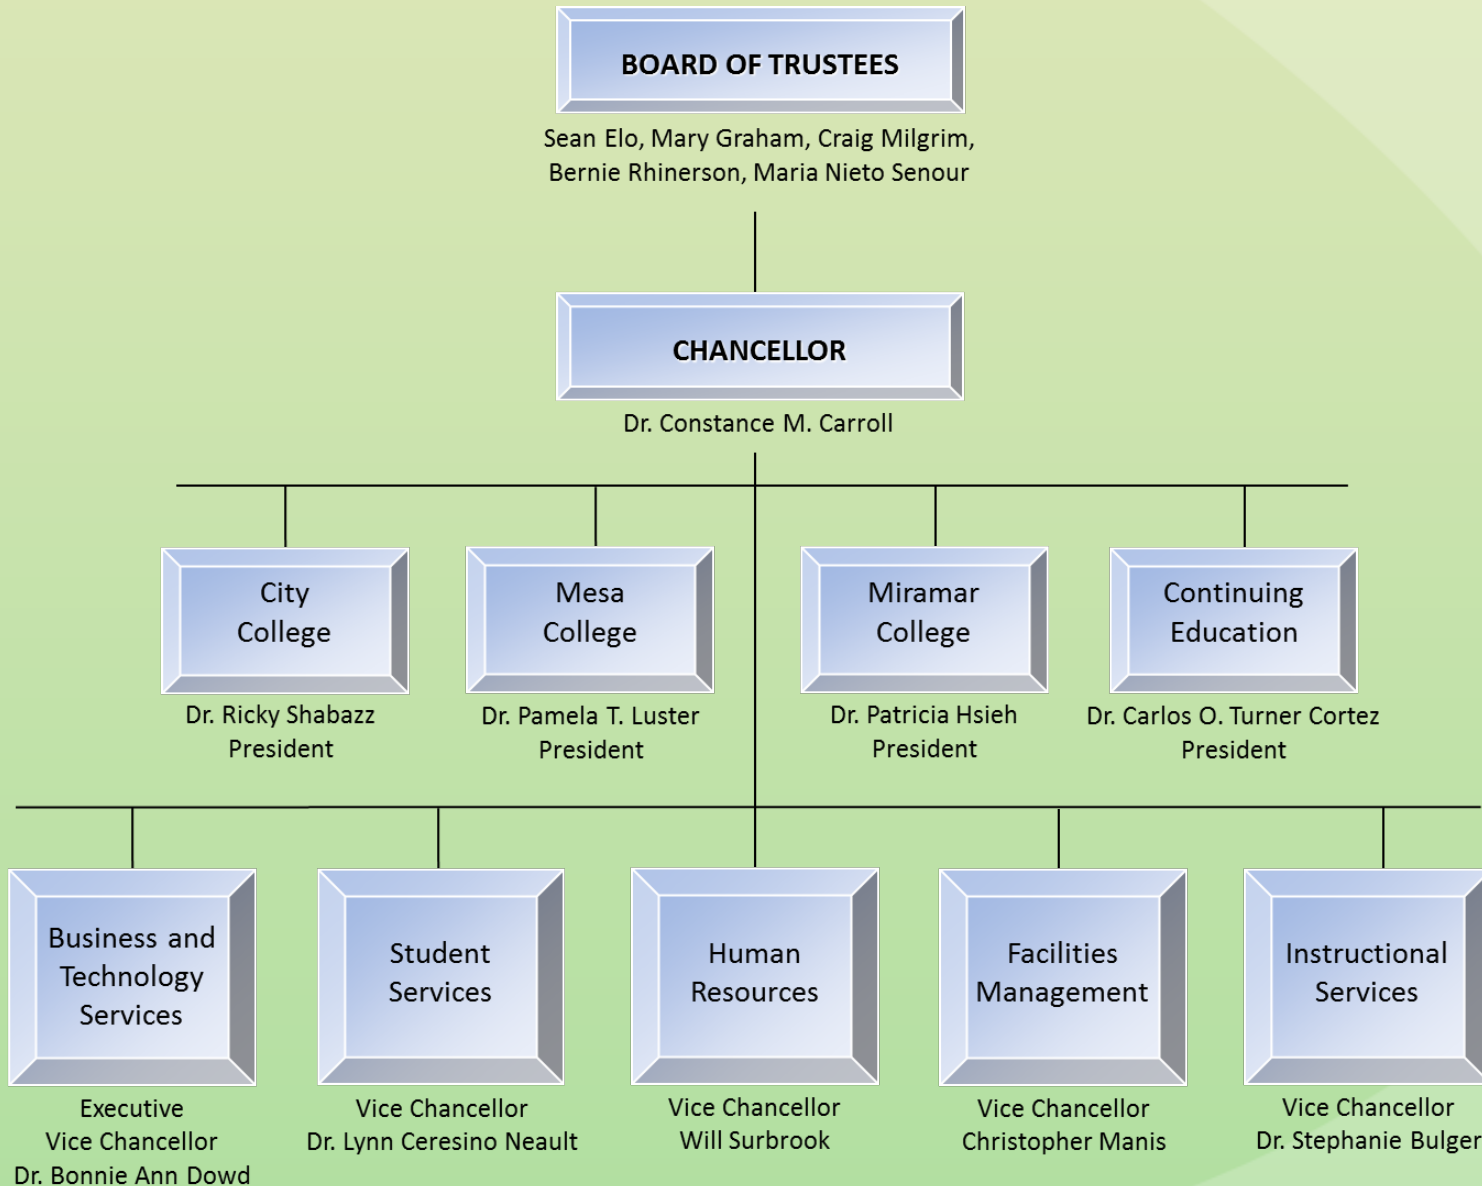 BOARD OF TRUSTEES
Sean Elo, Mary Graham, Craig Milgrim,
Bernie Rhinerson, Maria Nieto Senour
CHANCELLOR
Dr. Constance M. Carroll
City
College
Dr. Ricky Shabazz
President
Mesa
College
Dr. Pamela T. Luster
President
Miramar
College
Dr. Patricia Hsieh
President
Continuing
Education
Dr. Carlos O. Turner Cortez
President
Business and
Technology
Services
Executive
Vice Chancellor
Dr. Bonnie Ann Dowd
Student
Services
Vice Chancellor
Dr. Lynn Ceresino Neault
Human
Resources
Vice Chancellor
Will Surbrook
Facilities
Management
Vice Chancellor
Christopher Manis
Instructional
Services
Vice Chancellor
Dr. Stephanie Bulger